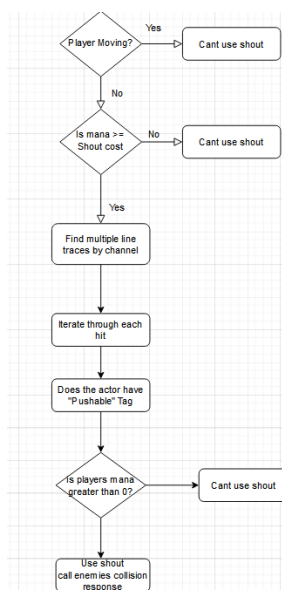 Player Moving?
Yes
Cant use shout
No
Is mana >=
Shout cost
No
Cant use shout
Yes
Find multiple line
traces by channel
Iterate through each
hit
Does the actor have
"Pushable" Tag
Is players mana
greater than 0?
Cant use shout
Use shout
call enemies collision
response